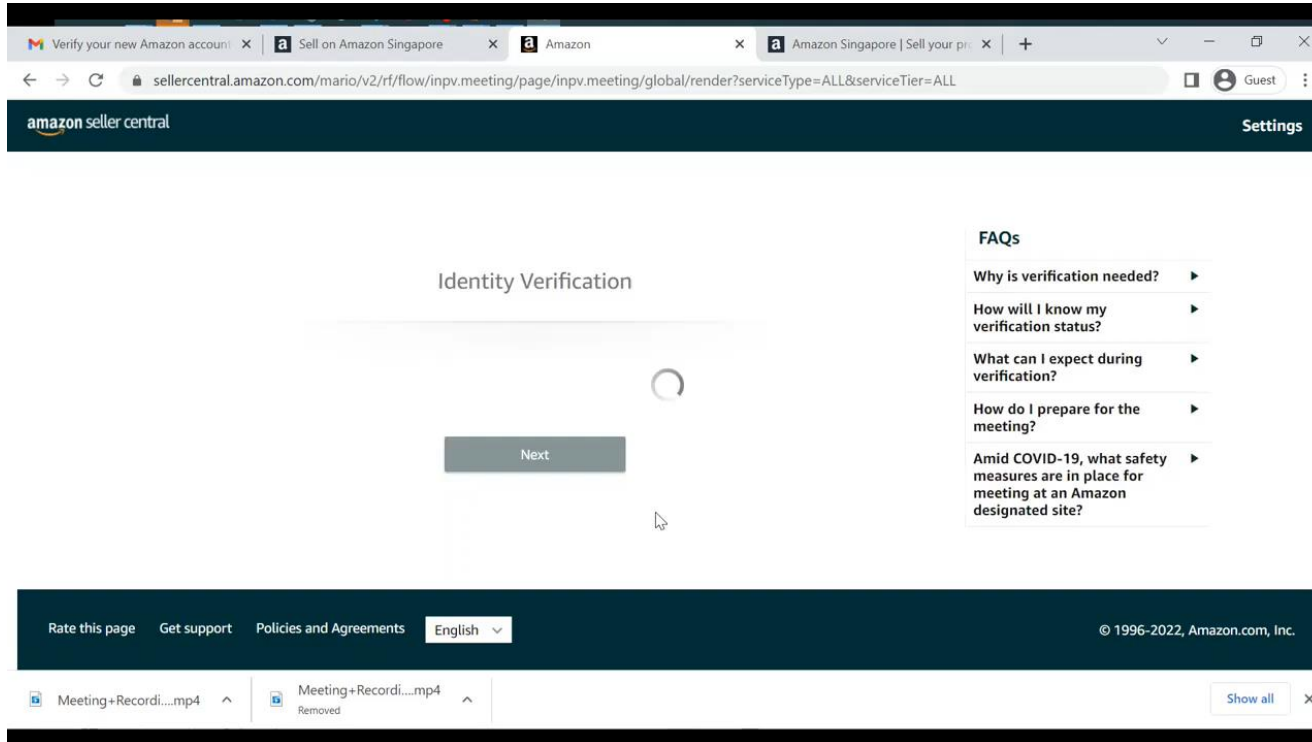 Verify your new Amazon account
Sell on Amazon Singapore
Amazon
Amazon Singapore | Sell your pro
sellercentral.amazon.com/mario/v2/rf/flow/inpv.meeting/page/inpv.meeting/global/render?serviceType=ALL&serviceTier=ALL
Guest
amazon seller central
Settings
Identity Verification
Next
FAQs
Why is verification needed?
How will I know my
verification status?
What can I expect during
verification?
How do I prepare for the
meeting?
Amid COVID-19, what safety
measures are in place for
meeting at an Amazon
designated site?
Rate this page
Get support
Policies and Agreements
English
© 1996-2022, Amazon.com, Inc.
Meeting+Recordi....mp4
Meeting+Recordi....mp4
Removed
Show all